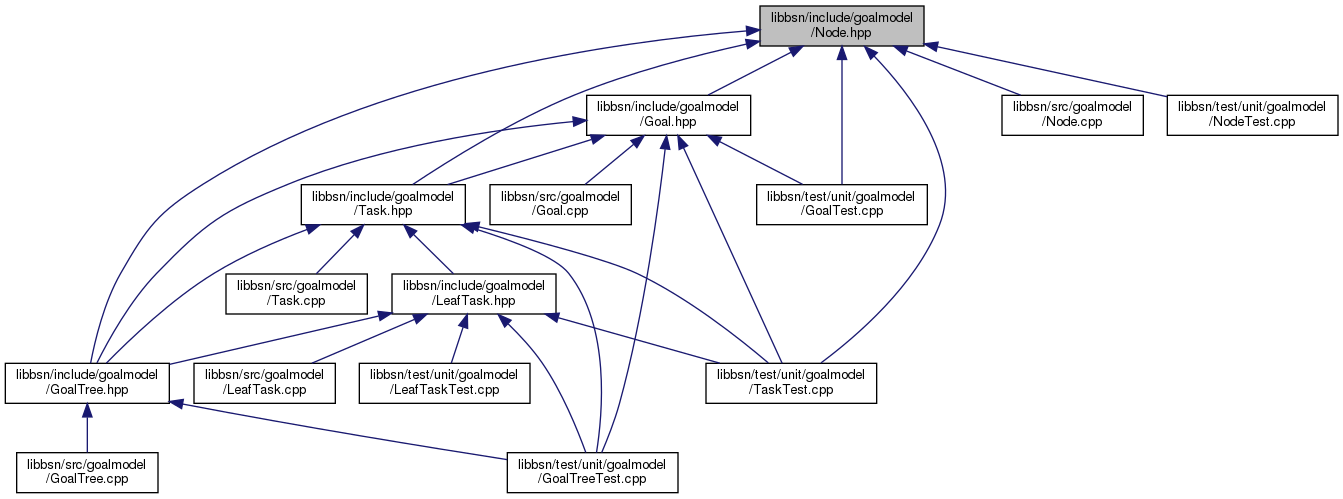 libbsn/include/goalmodel
/Node.hpp
libbsn/include/goalmodel
/Goal.hpp
libbsn/src/goalmodel
/Node.cpp
libbsn/test/unit/goalmodel
/NodeTest.cpp
libbsn/include/goalmodel
/Task.hpp
libbsn/src/goalmodel
/Goal.cpp
libbsn/test/unit/goalmodel
/GoalTest.cpp
libbsn/src/goalmodel
/Task.cpp
libbsn/include/goalmodel
/LeafTask.hpp
libbsn/include/goalmodel
/GoalTree.hpp
libbsn/src/goalmodel
/LeafTask.cpp
libbsn/test/unit/goalmodel
/LeafTaskTest.cpp
libbsn/test/unit/goalmodel
/TaskTest.cpp
libbsn/src/goalmodel
/GoalTree.cpp
libbsn/test/unit/goalmodel
/GoalTreeTest.cpp